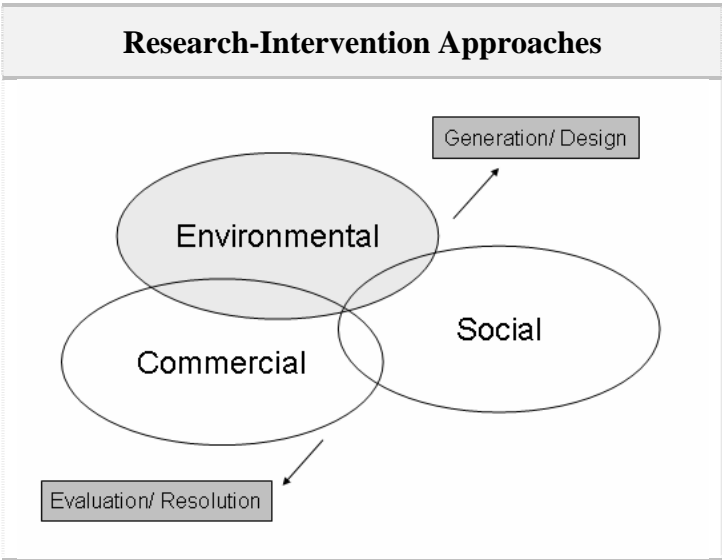 Research-Intervention Approaches
Generation/ Design
Environmental
Social
Commercial
Evaluation/ Resolution